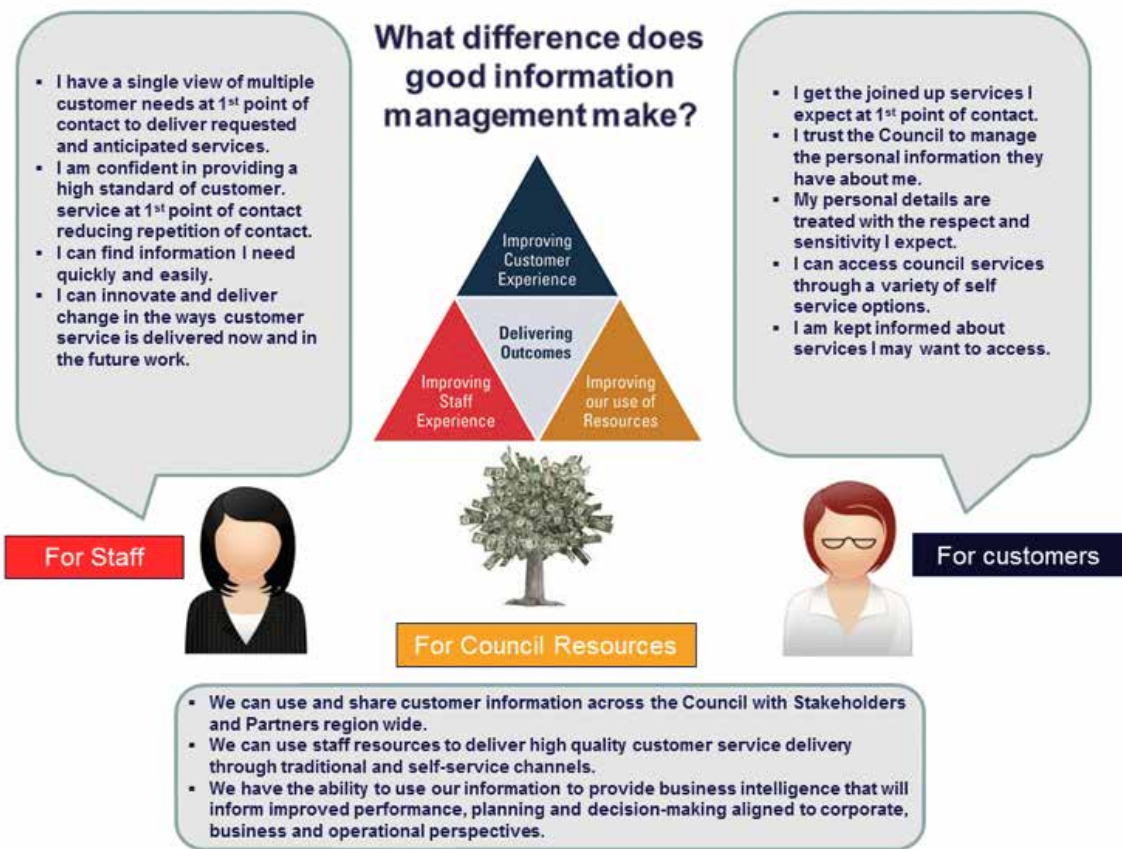 What difference does
good information
management make?
▪ I have a single view of multiple
customer needs at 1st point of
contact to deliver requested
and anticipated services.
▪ I am confident in providing a
high standard of customer.
service at 1st point of contact
reducing repetition of contact.
▪ I can find information I need
quickly and easily.
▪ I can innovate and deliver
change in the ways customer
service is delivered now and in
the future work.
Improving
Customer
Experience
Delivering
Outcomes
Improving
Staff
Experience
Improving
our use of
Resources
▪ I get the joined up services I
expect at 1st point of contact.
▪ I trust the Council to manage
the personal information they
have about me.
▪ My personal details are
treated with the respect and
sensitivity I expect.
▪ I can access council services
through a variety of self
service options.
▪ I am kept informed about
services I may want to access.
For Staff
For Council Resources
For customers
▪ We can use and share customer information across the Council with Stakeholders
and Partners region wide.
▪ We can use staff resources to deliver high quality customer service delivery
through traditional and self-service channels.
▪ We have the ability to use our information to provide business intelligence that will
inform improved performance, planning and decision-making aligned to corporate,
business and operational perspectives.